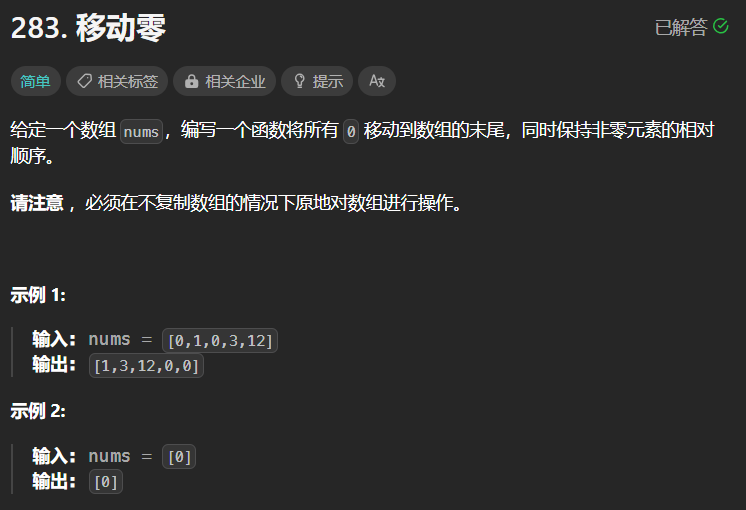 283. 移动零
已解答
简单
相关标签
相关企业
提示
给定一个数组 nums，编写一个函数将所有 0 移动到数组的末尾，同时保持非零元素的相对
顺序。
请注意 ，必须在不复制数组的情况下原地对数组进行操作。
示例 1:
输入: nums = [0,1,0,3,12]
输出: [1,3,12,0,0]
示例 2:
输入: nums = [0]
输出: [0]